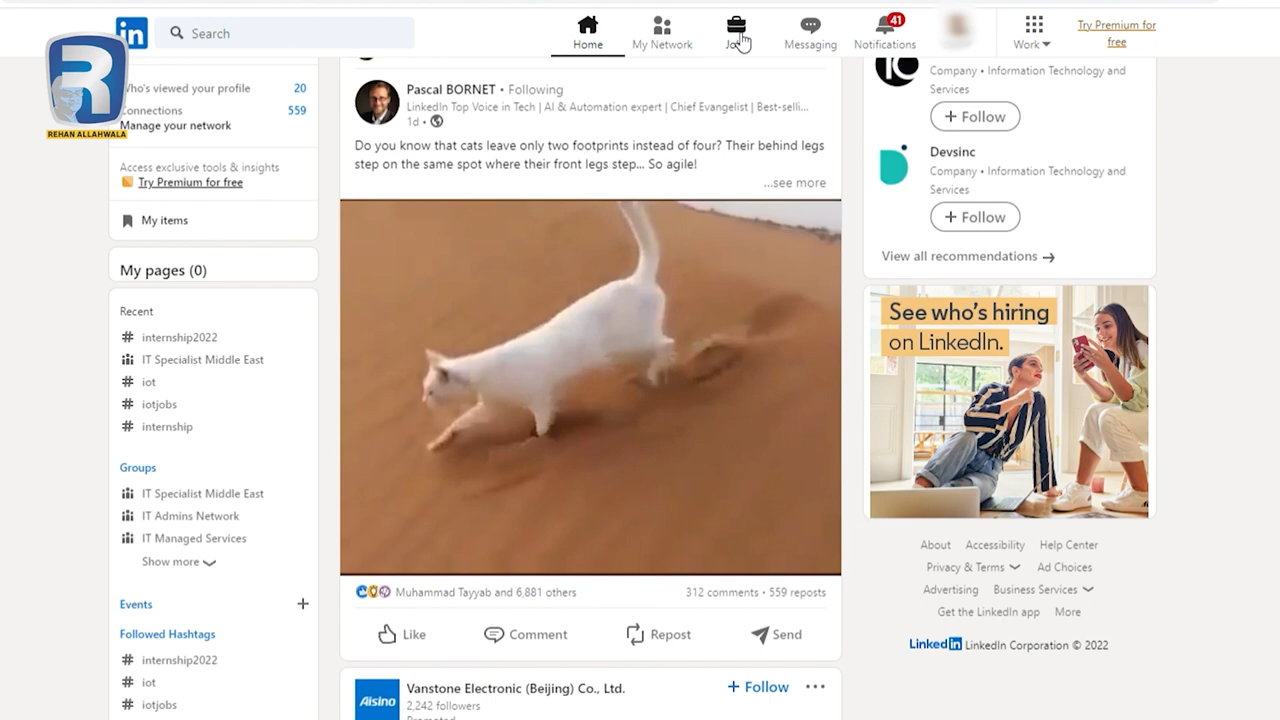 in
Search
Home
My Network
Messaging
41
Notifications
Work
Try Premium for
free
R
REHAN ALLAHWALA
Who's viewed your profile
20
Connections
559
Manage your network
Access exclusive tools & insights
Try Premium for free
My items
My pages (0)
Recent
# internship2022
IT Specialist Middle East
# iot
# iotjobs
# internship
Groups
IT Specialist Middle East
IT Admins Network
IT Managed Services
Show more
Events
+
Followed Hashtags
# internship2022
# iot
# iotjobs
Pascal BORNET • Following
LinkedIn Top Voice in Tech | AI & Automation expert | Chief Evangelist | Best-selli...
1d •
Do you know that cats leave only two footprints instead of four? Their behind legs
step on the same spot where their front legs step... So agile!
...see more
Muhammad Tayyab and 6,881 others
312 comments • 559 reposts
Like
Comment
Repost
Send
Aisino
Vanstone Electronic (Beijing) Co., Ltd.
2,242 followers
Promoted
+ Follow
Company • Information Technology and
Services
+ Follow
Devsinc
Company • Information Technology and
Services
+ Follow
View all recommendations →
See who's hiring
on LinkedIn.
About Accessibility Help Center
Privacy & Terms Ad Choices
Advertising Business Services
Get the LinkedIn app More
LinkedIn LinkedIn Corporation © 2022